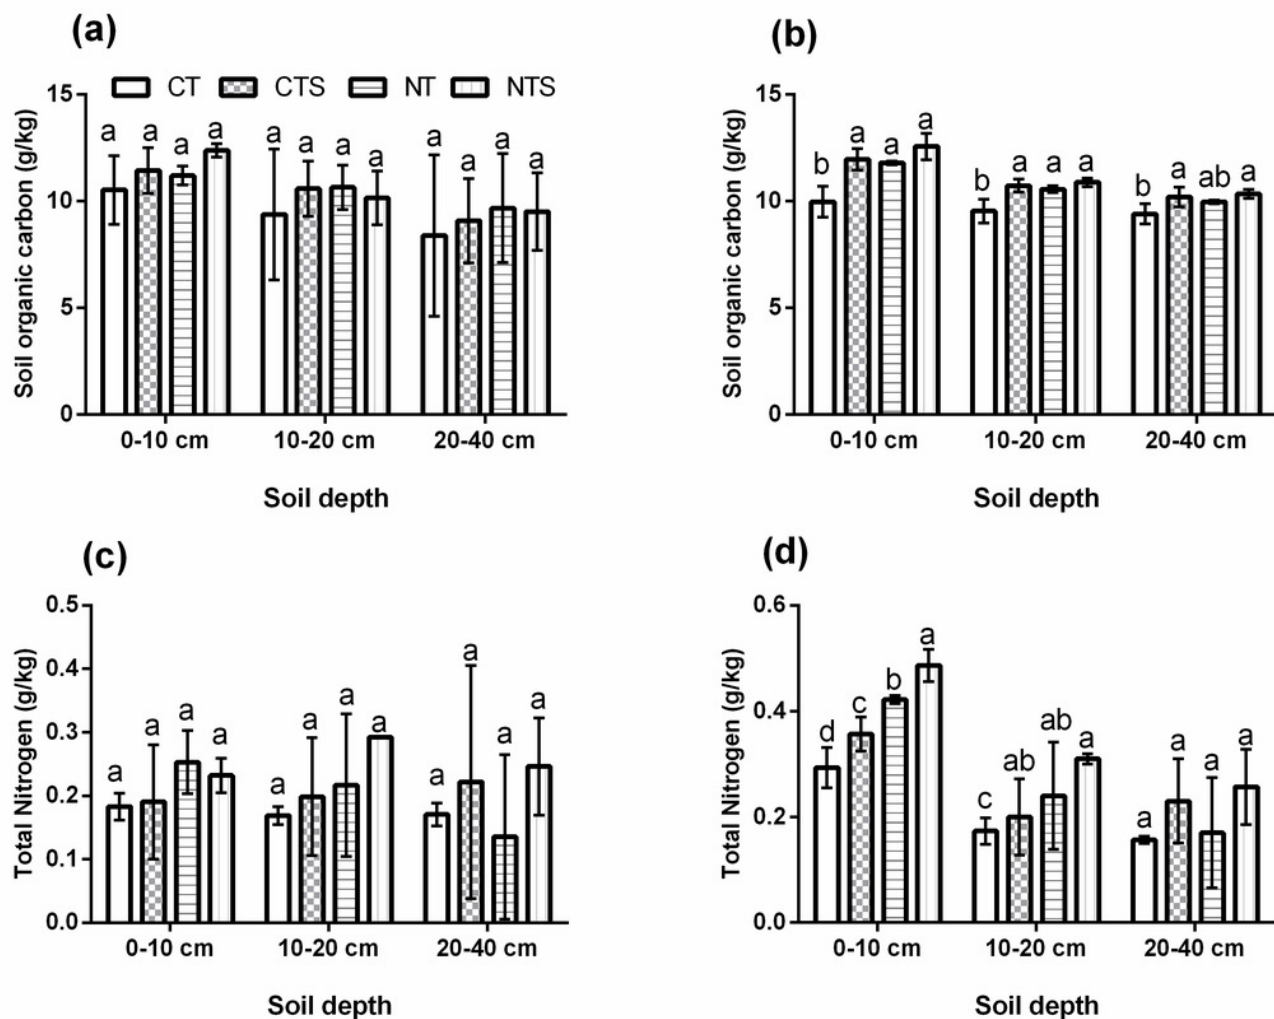 (a)
CT CTS NT NTS
Soil organic carbon (g/kg)
15
10
5
0
a a a a
a a a a
a a a a
0-10 cm 10-20 cm 20-40 cm
Soil depth
(b)
Soil organic carbon (g/kg)
15
10
5
0
b a a a
b a a a
b a ab a
0-10 cm 10-20 cm 20-40 cm
Soil depth
(c)
Total Nitrogen (g/kg)
0.5
0.4
0.3
0.2
0.1
0.0
a a a a
a a a a
a a a a
0-10 cm 10-20 cm 20-40 cm
Soil depth
(d)
Total Nitrogen (g/kg)
0.6
0.4
0.2
0.0
d c b a
c ab ab a
a a a a
0-10 cm 10-20 cm 20-40 cm
Soil depth